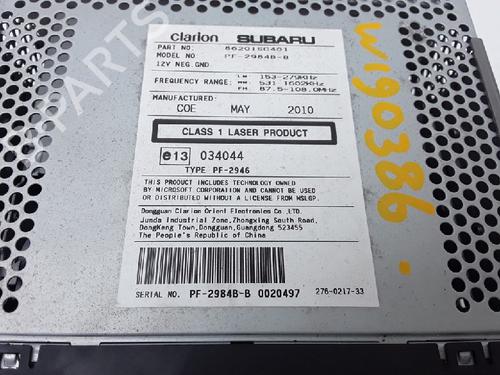 clarion SUBARU
PART NO: 86201SC401
MODEL NO PF-2984B-B
12V NEG.GND
FREQUENCY RANGE: LW 153-279KHz
MW 531-1602KHz
FM 87.5-108.0MHz
MANUFACTURED:
COE MAY 2010
CLASS 1 LASER PRODUCT
e13 034044
TYPE PF-2946
THIS PRODUCT INCLUDES TECHNOLOGY OWNED
BY MICROSOFT CORPORATION AND CANNOT BE USED
OR DISTRIBUTED WITHOUT A LICENSE FROM MSLGP.
Dongguan Clarion Orient Electronics Co.,LTD.
Junda Industrial Zone,Zhongxing South Road,
DongKeng Town,Dongguan,Guangdong 523455
The People's Republic of China
SERIAL NO. PF-2984B-B 0020497 276-0217-33
W190386
PARTS